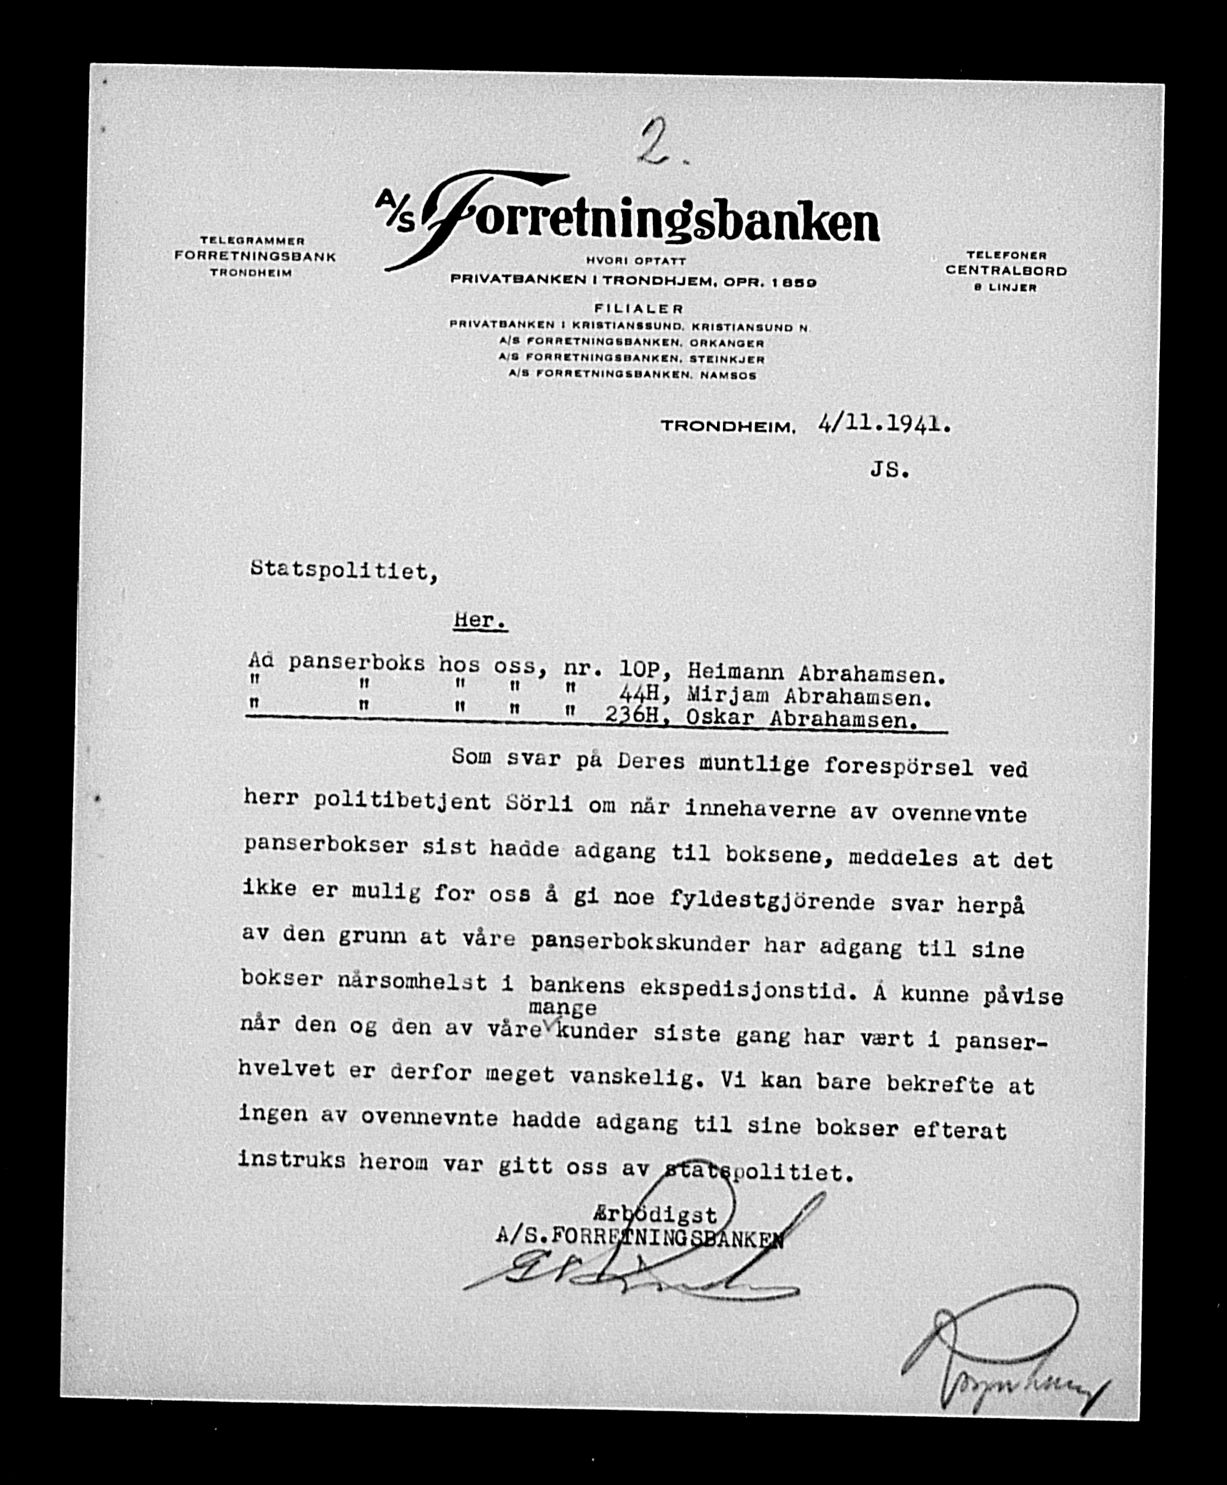 2.
A/S Forretningsbanken
TELEGRAMMER
FORRETNINGSBANK
TRONDHEIM
HVORI OPTATT
PRIVATBANKEN I TRONDHJEM, OPR. 1859
TELEFONER
CENTRALBORD
8 LINJER
FILIALER
PRIVATBANKEN I KRISTIANSSUND, KRISTIANSUND N.
A/S FORRETNINGSBANKEN, ORKANGER
A/S FORRETNINGSBANKEN, STEINKJER
A/S FORRETNINGSBANKEN, NAMSOS
TRONDHEIM, 4/11.1941.
JS.
Statspolitiet,
Her.
Ad panserboks hos oss, nr. 10P, Heimann Abrahamsen.
" " " " " 44H, Mirjam Abrahamsen.
" " " " " 236H, Oskar Abrahamsen.
Som svar på Deres muntlige forespörsel ved
herr politibetjent Sörli om når innehaverne av ovennevnte
panserbokser sist hadde adgang til boksene, meddeles at det
ikke er mulig for oss å gi noe fyldestgjörende svar herpå
av den grunn at våre panserbokskunder har adgang til sine
bokser nårsomhelst i bankens ekspedisjonstid. Å kunne påvise
mange
når den og den av våre kunder siste gang har vært i panser-
hvelvet er derfor meget vanskelig. Vi kan bare bekrefte at
ingen av ovennevnte hadde adgang til sine bokser efterat
instruks herom var gitt oss av statspolitiet.
Ærbödigst
A/S. FORRETNINGSBANKEN